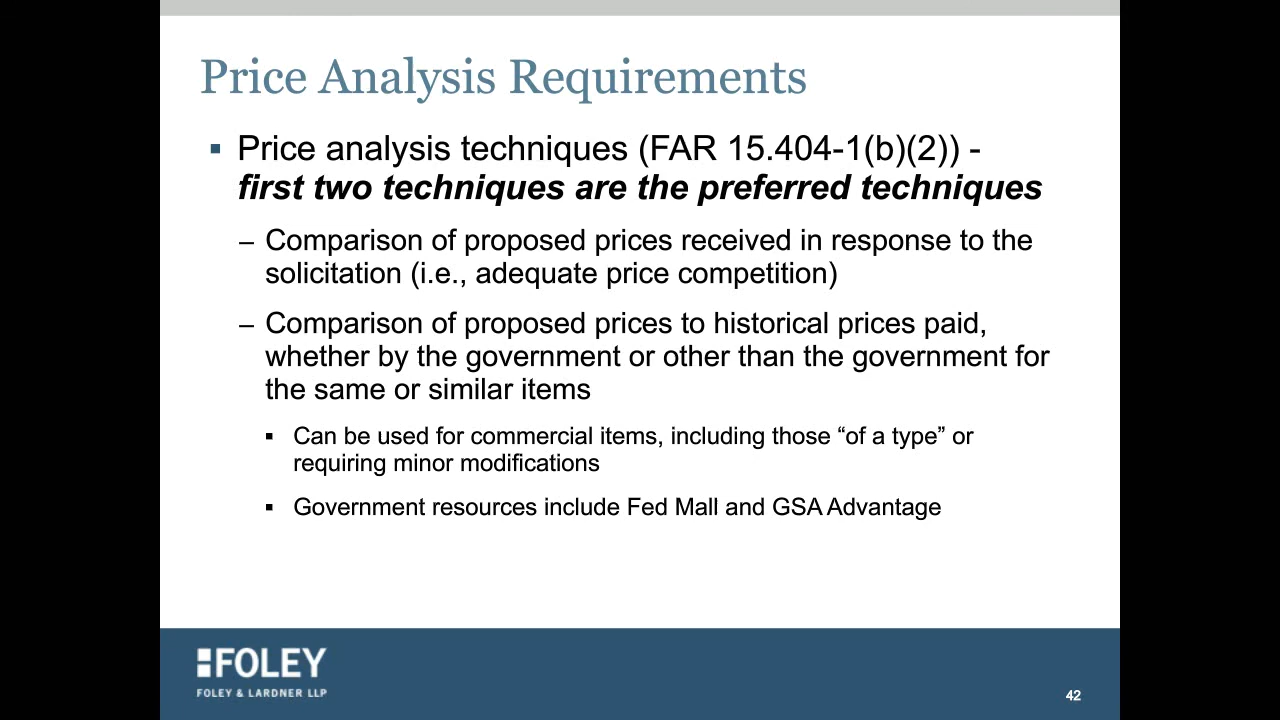 Price Analysis Requirements
▪ Price analysis techniques (FAR 15.404-1(b)(2)) -
first two techniques are the preferred techniques
– Comparison of proposed prices received in response to the
solicitation (i.e., adequate price competition)
– Comparison of proposed prices to historical prices paid,
whether by the government or other than the government for
the same or similar items
▪ Can be used for commercial items, including those “of a type” or
requiring minor modifications
▪ Government resources include Fed Mall and GSA Advantage
FOLEY
FOLEY & LARDNER LLP
42